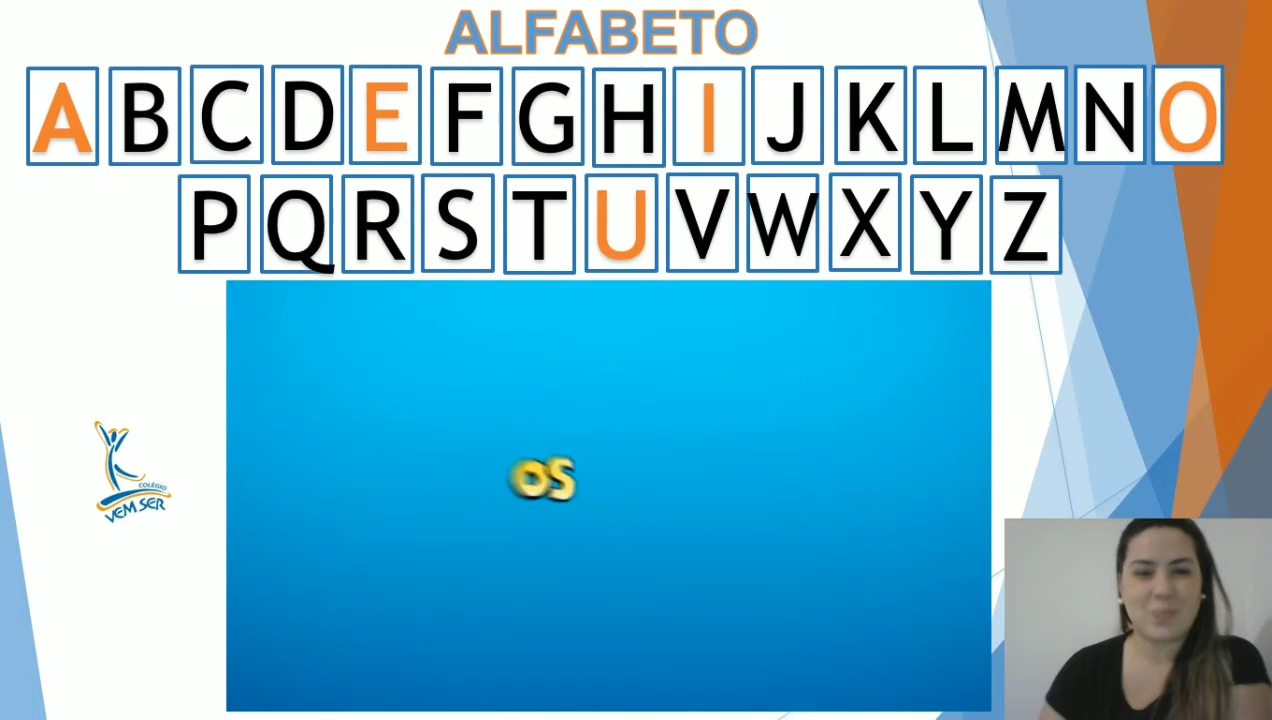 ALFABETO
A B C D E F G H I J K L M N O
P Q R S T U V W X Y Z
OS
COLÉGIO
VEM SER